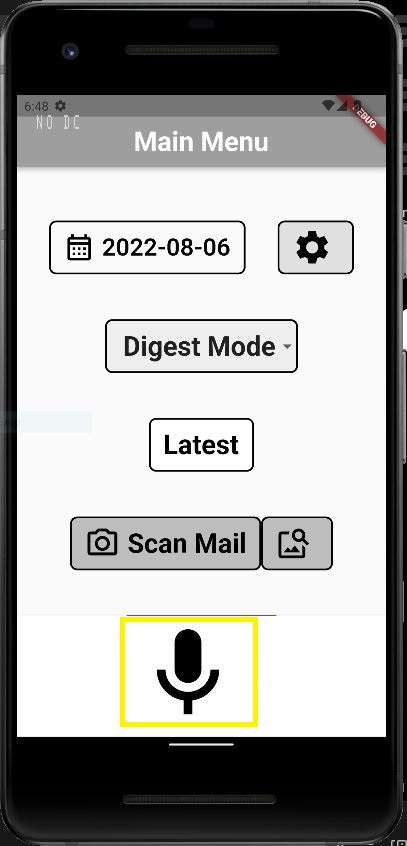 6:48
DEBUG
NO DC
Main Menu
2022-08-06
Digest Mode
Latest
Scan Mail